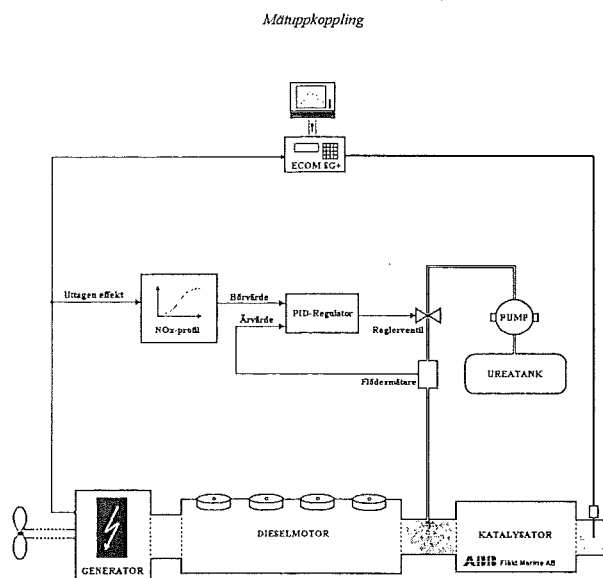 Mätuppkoppling
ECOM SG+
Uttagen effekt
NOx-profil
Börvärde
Ärvärde
PID-Regulator
Reglerventil
Flödermätare
PUMP
UREATANK
GENERATOR
DIESELMOTOR
KATALYSATOR
ABB Fläkt Marine AB